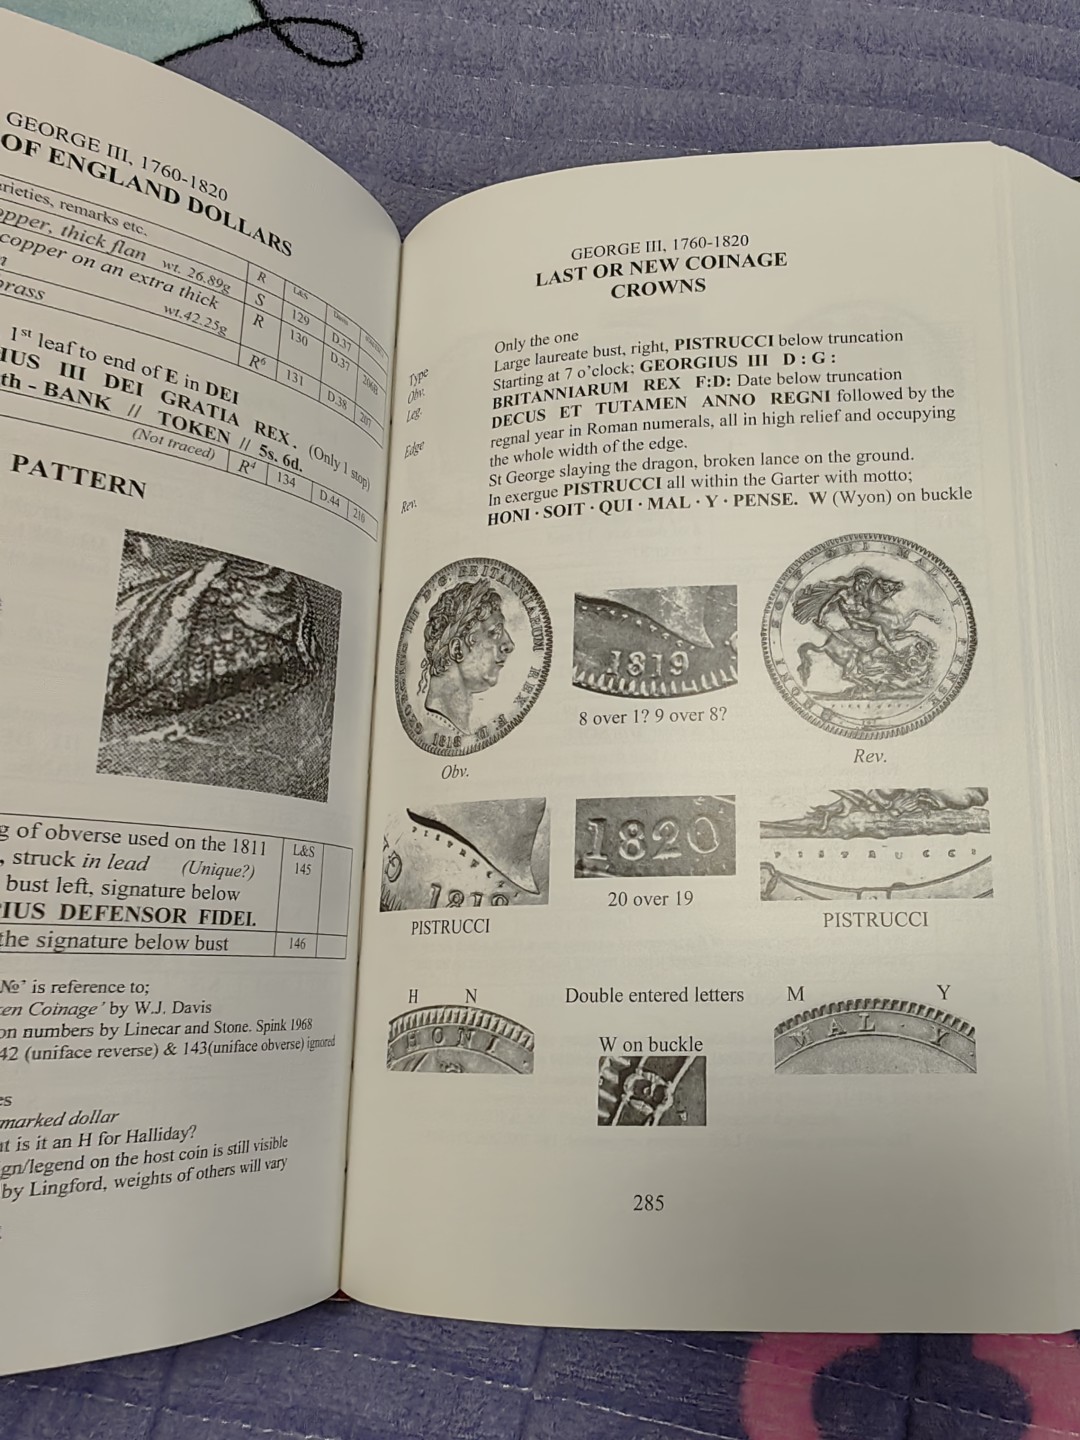 GEORGE III, 1760-1820
OF ENGLAND DOLLARS
remarks etc.
R L&S
thick flan wt. 26.89g S 129 D.37
copper on an extra thick R 130 D.37 206B
wt.42.25g
R⁶ 131 D.38 207
1st leaf to end of E in DEI
IUS III DEI GRATIA REX. (Only 1 stop)
th - BANK // TOKEN // 5s. 6d.
(Not traced) R⁴ 134 D.44 210
PATTERN
g of obverse used on the 1811 L&S
, struck in lead (Unique?) 145
bust left, signature below
IUS DEFENSOR FIDEI.
the signature below bust 146
№' is reference to;
en Coinage' by W.J. Davis
on numbers by Linecar and Stone. Spink 1968
42 (uniface reverse) & 143(uniface obverse) ignored
marked dollar
t is it an H for Halliday?
gn/legend on the host coin is still visible
by Lingford, weights of others will vary
GEORGE III, 1760-1820
LAST OR NEW COINAGE
CROWNS
Type Only the one
Obv. Large laureate bust, right, PISTRUCCI below truncation
Leg. Starting at 7 o'clock; GEORGIUS III D : G :
BRITANNIARUM REX F:D: Date below truncation
Edge DECUS ET TUTAMEN ANNO REGNI followed by the
regnal year in Roman numerals, all in high relief and occupying
the whole width of the edge.
Rev. St George slaying the dragon, broken lance on the ground.
In exergue PISTRUCCI all within the Garter with motto;
HONI · SOIT · QUI · MAL · Y · PENSE. W (Wyon) on buckle
1818
1819
8 over 1? 9 over 8?
Obv.
Rev.
1820
PISTRUCCI
20 over 19
PISTRUCCI
PISTRUCCI
H N
Double entered letters
M Y
HONI
MAL · Y
W on buckle
285